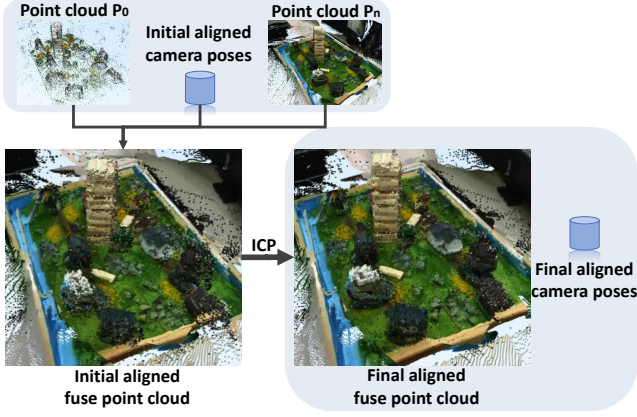 Point cloud P₀
Initial aligned
camera poses
Point cloud Pₙ
ICP
Initial aligned
fuse point cloud
Final aligned
fuse point cloud
Final aligned
camera poses